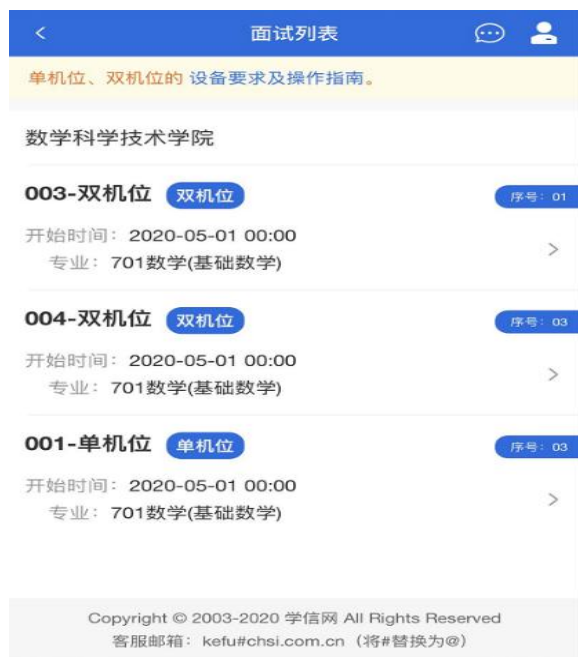 面试列表
单机位、双机位的 设备要求及操作指南。
数学科学技术学院
003-双机位 双机位 序号：01
开始时间：2020-05-01 00:00
专业：701数学(基础数学)
004-双机位 双机位 序号：03
开始时间：2020-05-01 00:00
专业：701数学(基础数学)
001-单机位 单机位 序号：03
开始时间：2020-05-01 00:00
专业：701数学(基础数学)
Copyright © 2003-2020 学信网 All Rights Reserved
客服邮箱：kefu#chsi.com.cn（将#替换为@）